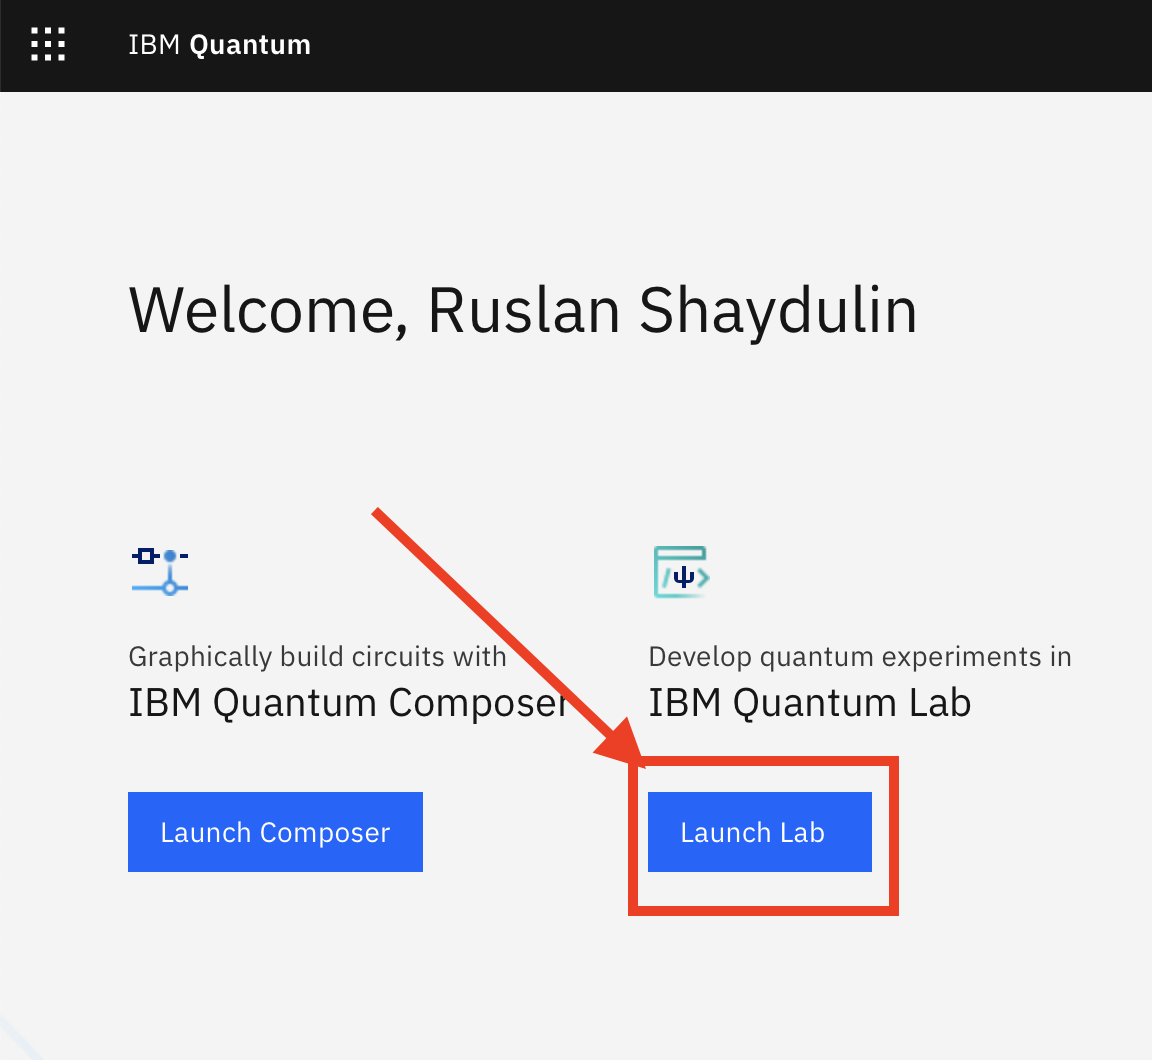 IBM Quantum
Welcome, Ruslan Shaydulin
Graphically build circuits with
IBM Quantum Composer
Launch Composer
Develop quantum experiments in
IBM Quantum Lab
Launch Lab